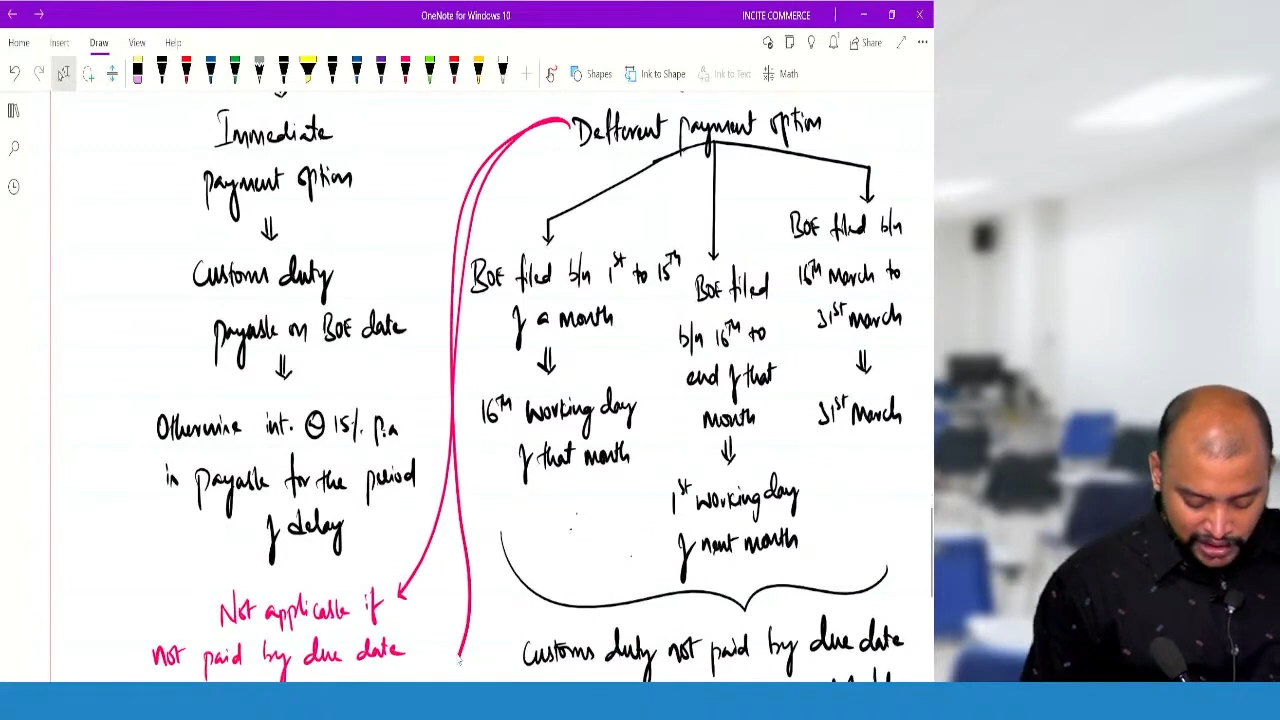 OneNote for Windows 10
INCITE COMMERCE
Home Insert Draw View Help
Share
Shapes
Ink to Shape
Ink to Text
Math
Immediate
payment option
Customs duty
payable on BOE date
Otherwise int. @ 15%. p.a
is payable for the period
of delay
Not applicable if
not paid by due date
Defferent payment option
BOE filed b/n 1st to 15th
of a month
16th working day
of that month
BOE filed
b/n 16th to
end of that
month
1st working day
of next month
BOE filed b/n
16th March to
31st March
31st March
Customs duty not paid by due date